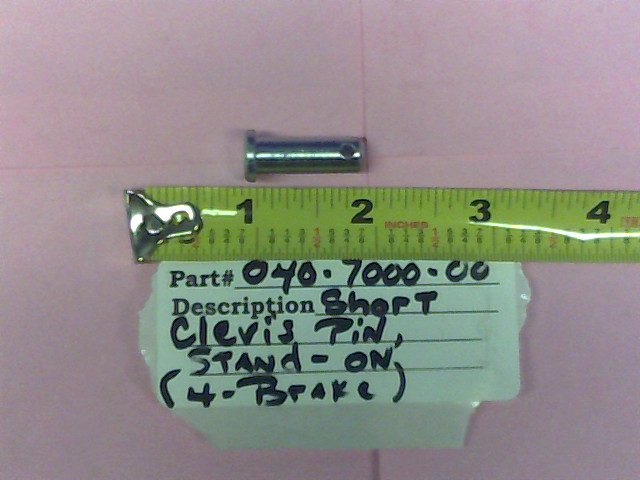 1 2 3 4
INCHES
Part# 040-7000-00
Description Short
Clevis Pin,
STAND-ON,
(4-Brake)